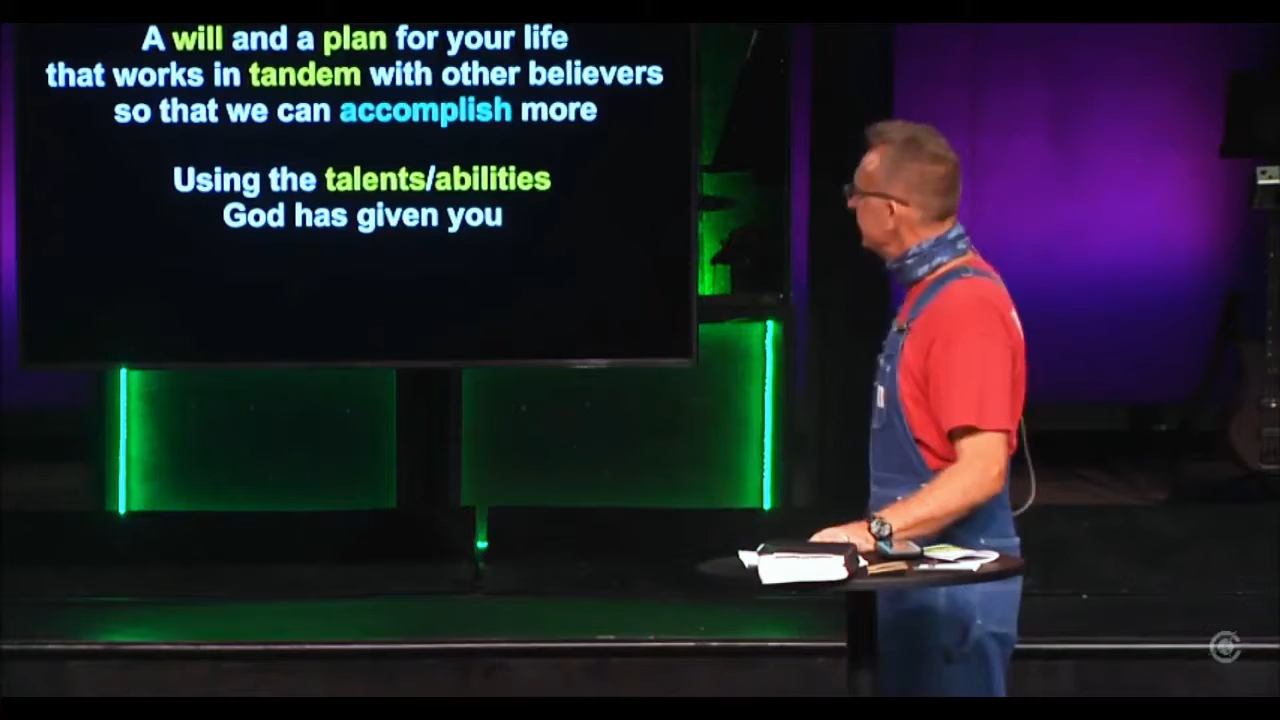 A will and a plan for your life
that works in tandem with other believers
so that we can accomplish more
Using the talents/abilities
God has given you